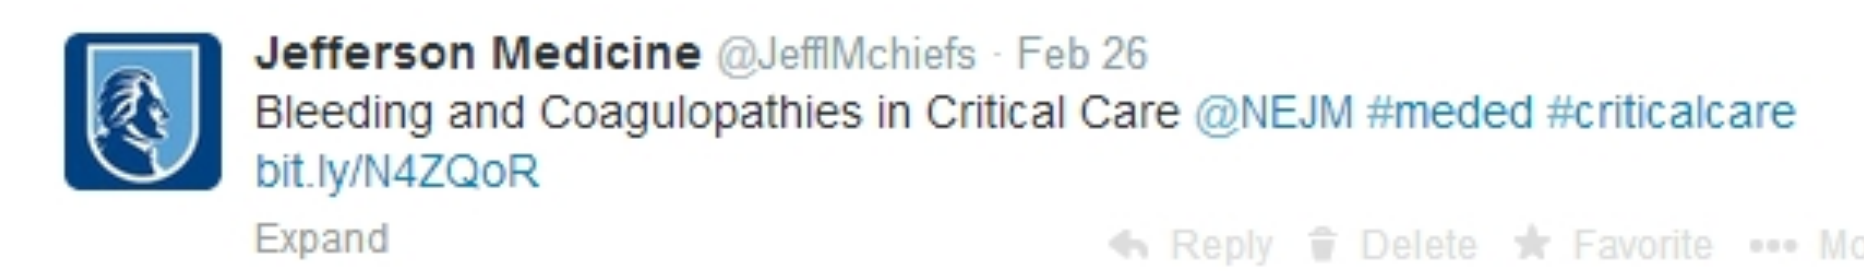 Jefferson Medicine @JeffIMchiefs · Feb 26
Bleeding and Coagulopathies in Critical Care @NEJM #meded #criticalcare
bit.ly/N4ZQoR
Expand Reply Delete Favorite ••• Mo